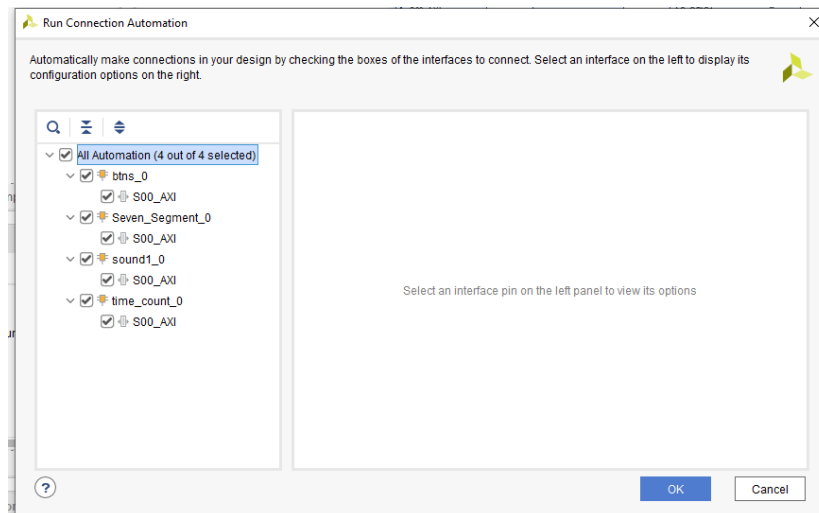 Run Connection Automation
Automatically make connections in your design by checking the boxes of the interfaces to connect. Select an interface on the left to display its
configuration options on the right.
All Automation (4 out of 4 selected)
btns_0
S00_AXI
Seven_Segment_0
S00_AXI
sound1_0
S00_AXI
time_count_0
S00_AXI
Select an interface pin on the left panel to view its options
?
OK
Cancel